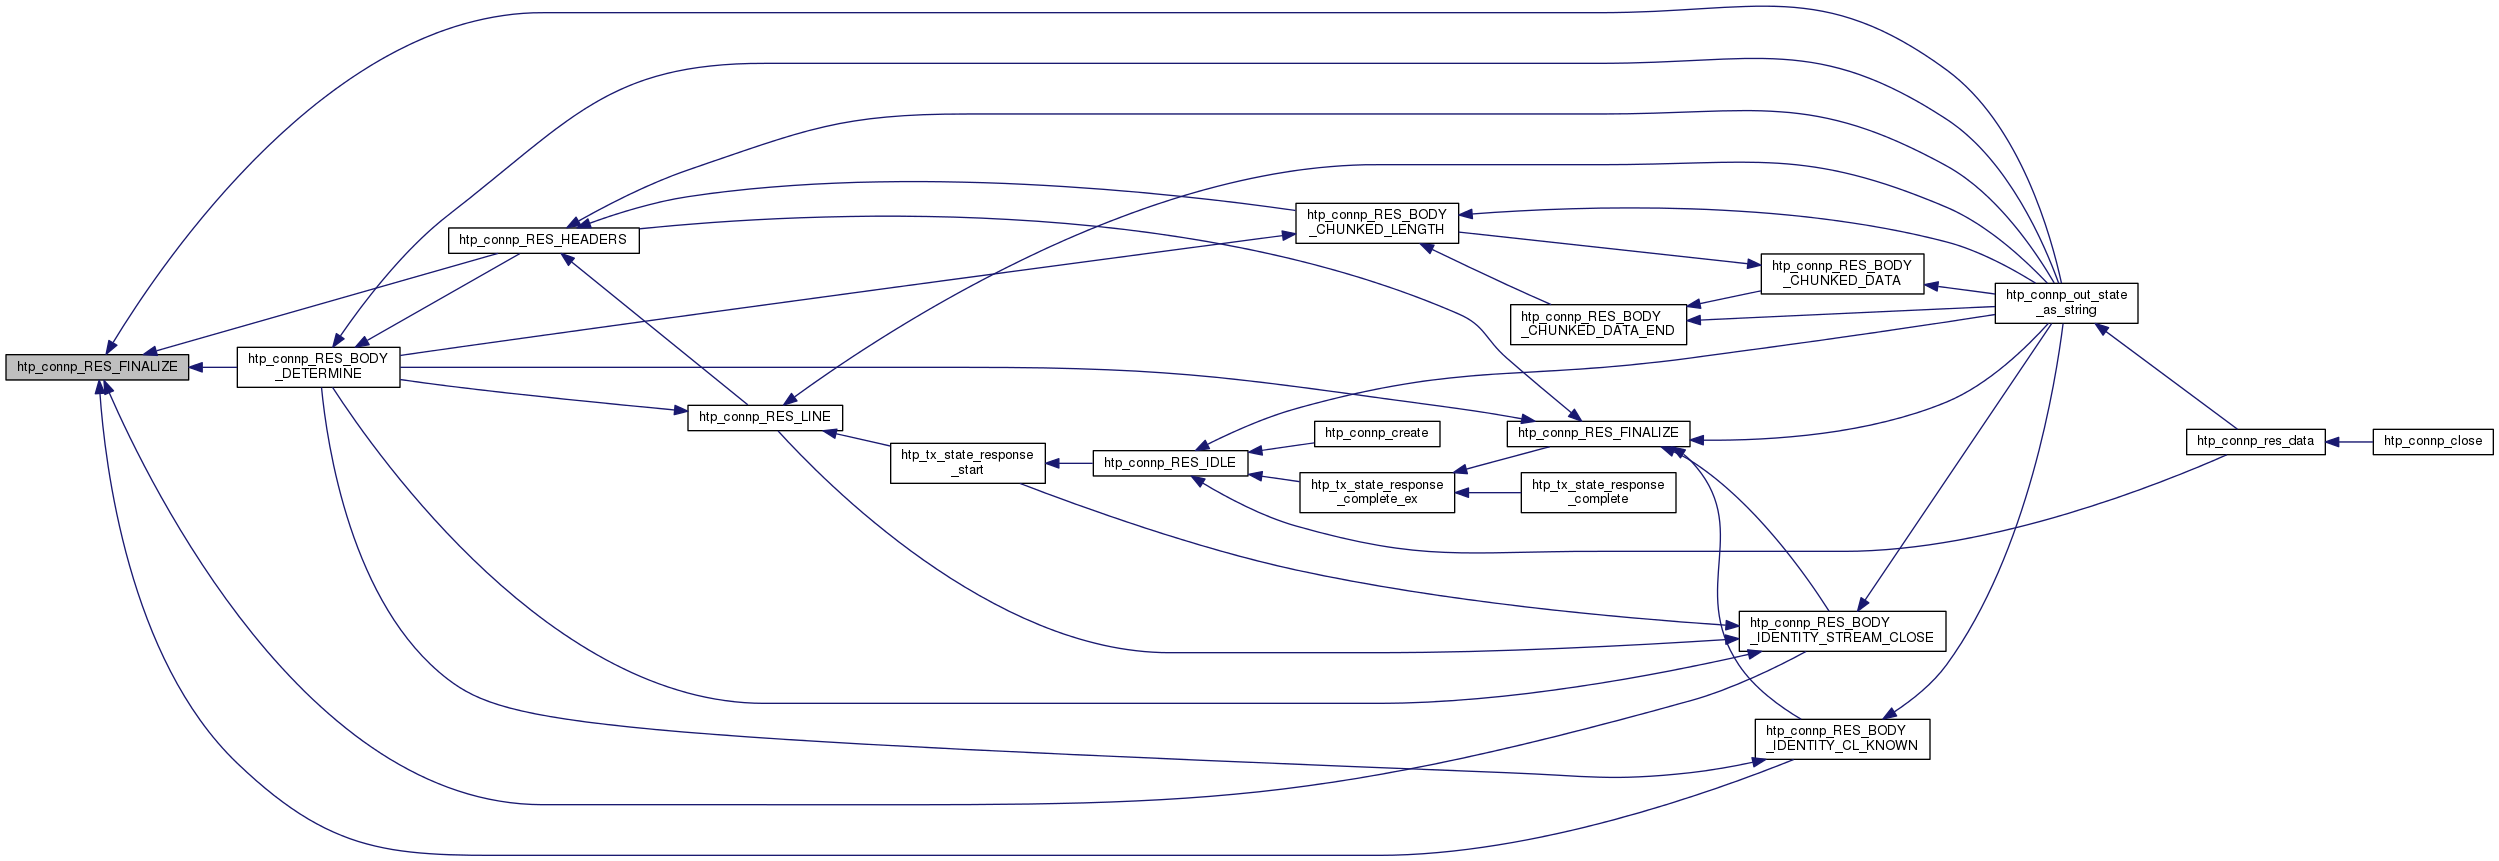 htp_connp_RES_FINALIZE
htp_connp_RES_BODY
_DETERMINE
htp_connp_RES_HEADERS
htp_connp_RES_LINE
htp_tx_state_response
_start
htp_connp_RES_IDLE
htp_connp_RES_BODY
_CHUNKED_LENGTH
htp_connp_create
htp_tx_state_response
_complete_ex
htp_connp_RES_BODY
_CHUNKED_DATA_END
htp_connp_RES_FINALIZE
htp_tx_state_response
_complete
htp_connp_RES_BODY
_CHUNKED_DATA
htp_connp_RES_BODY
_IDENTITY_STREAM_CLOSE
htp_connp_RES_BODY
_IDENTITY_CL_KNOWN
htp_connp_out_state
_as_string
htp_connp_res_data
htp_connp_close